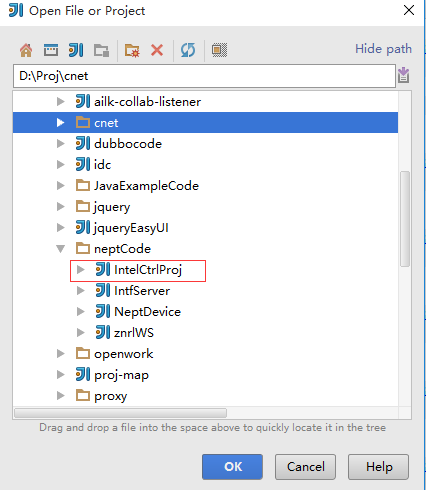 Open File or Project
Hide path
D:\Proj\cnet
ailk-collab-listener
cnet
dubbocode
idc
JavaExampleCode
jquery
jqueryEasyUI
neptCode
IntelCtrlProj
IntfServer
NeptDevice
znrlWS
openwork
proj-map
proxy
Drag and drop a file into the space above to quickly locate it in the tree
OK
Cancel
Help